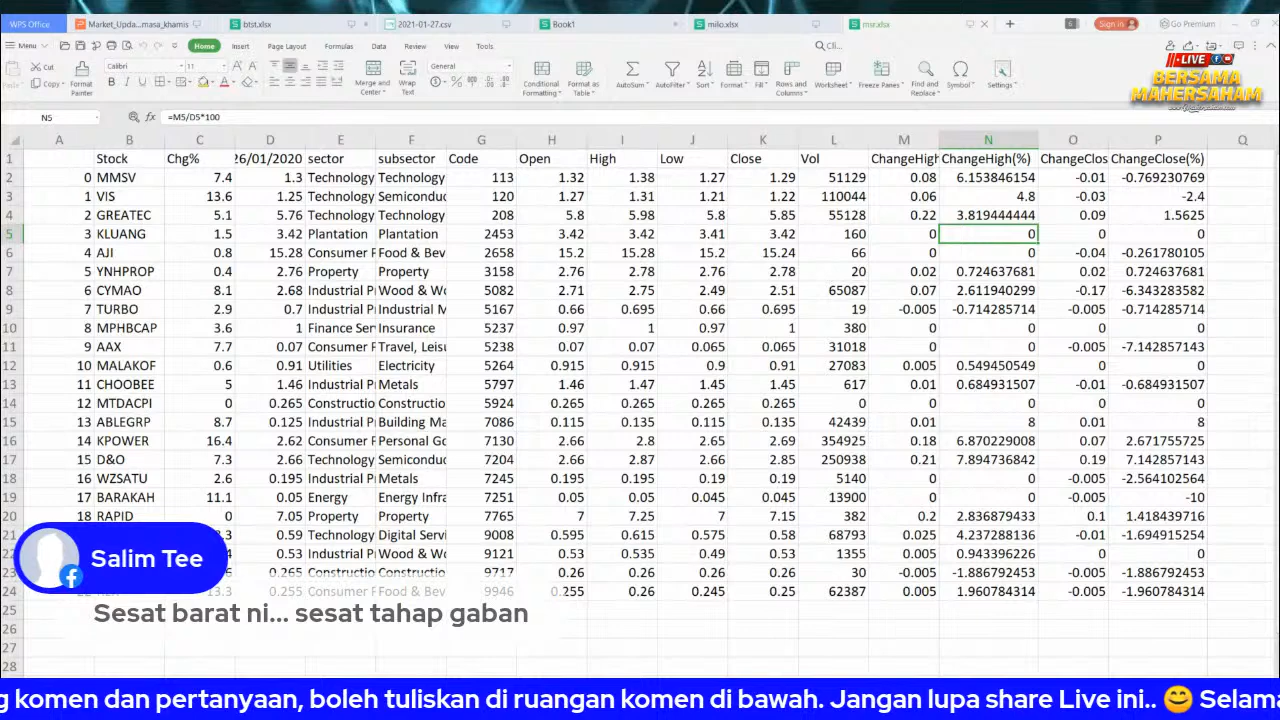 WPS Office Market_Upda...masa_khamis btst.xlsx 2021-01-27.csv Book1 milo.xlsx msr.xlsx 6 Sign in Go Premium
Menu Home Insert Page Layout Formulas Data Review View Tools Cli...
Cut Copy Format Painter Calibri 11 B I U Merge and Center Wrap Text General Conditional Formatting Format as Table AutoSum AutoFilter Sort Format Fill Rows and Columns Worksheet Freeze Panes Find and Replace Symbol Settings
LIVE
BERSAMA
MAHERSAHAM
N5 fx =M5/D5*100
A B C D E F G H I J K L M N O P Q
1 Stock Chg% 26/01/2020 sector subsector Code Open High Low Close Vol ChangeHigh ChangeHigh(%) ChangeClos ChangeClose(%)
2 0 MMSV 7.4 1.3 Technology Technology 113 1.32 1.38 1.27 1.29 51129 0.08 6.153846154 -0.01 -0.769230769
3 1 VIS 13.6 1.25 Technology Semiconduc 120 1.27 1.31 1.21 1.22 110044 0.06 4.8 -0.03 -2.4
4 2 GREATEC 5.1 5.76 Technology Technology 208 5.8 5.98 5.8 5.85 55128 0.22 3.819444444 0.09 1.5625
5 3 KLUANG 1.5 3.42 Plantation Plantation 2453 3.42 3.42 3.41 3.42 160 0 0 0 0
6 4 AJI 0.8 15.28 Consumer F Food & Bev 2658 15.2 15.28 15.2 15.24 66 0 0 -0.04 -0.261780105
7 5 YNHPROP 0.4 2.76 Property Property 3158 2.76 2.78 2.76 2.78 20 0.02 0.724637681 0.02 0.724637681
8 6 CYMAO 8.1 2.68 Industrial P Wood & Wo 5082 2.71 2.75 2.49 2.51 65087 0.07 2.611940299 -0.17 -6.343283582
9 7 TURBO 2.9 0.7 Industrial P Industrial M 5167 0.66 0.695 0.66 0.695 19 -0.005 -0.714285714 -0.005 -0.714285714
10 8 MPHBCAP 3.6 1 Finance Ser Insurance 5237 0.97 1 0.97 1 380 0 0 0 0
11 9 AAX 7.7 0.07 Consumer F Travel, Leisu 5238 0.07 0.07 0.065 0.065 31018 0 0 -0.005 -7.142857143
12 10 MALAKOF 0.6 0.91 Utilities Electricity 5264 0.915 0.915 0.9 0.91 27083 0.005 0.549450549 0 0
13 11 CHOOBEE 5 1.46 Industrial P Metals 5797 1.46 1.47 1.45 1.45 617 0.01 0.684931507 -0.01 -0.684931507
14 12 MTDACPI 0 0.265 Constructio Constructio 5924 0.265 0.265 0.265 0.265 0 0 0 0 0
15 13 ABLEGRP 8.7 0.125 Industrial P Building Ma 7086 0.115 0.135 0.115 0.135 42439 0.01 8 0.01 8
16 14 KPOWER 16.4 2.62 Consumer F Personal Go 7130 2.66 2.8 2.65 2.69 354925 0.18 6.870229008 0.07 2.671755725
17 15 D&O 7.3 2.66 Technology Semiconduc 7204 2.66 2.87 2.66 2.85 250938 0.21 7.894736842 0.19 7.142857143
18 16 WZSATU 2.6 0.195 Industrial P Metals 7245 0.195 0.195 0.19 0.19 5140 0 0 -0.005 -2.564102564
19 17 BARAKAH 11.1 0.05 Energy Energy Infra 7251 0.05 0.05 0.045 0.045 13900 0 0 -0.005 -10
20 18 RAPID 0 7.05 Property Property 7765 7 7.25 7 7.15 382 0.2 2.836879433 0.1 1.418439716
21 .3 0.59 Technology Digital Servi 9008 0.595 0.615 0.575 0.58 68793 0.025 4.237288136 -0.01 -1.694915254
4 0.53 Industrial P Wood & Wo 9121 0.53 0.535 0.49 0.53 1555 0.005 0.943396226 0 0
0.265 Constructio Constructio 9717 0.26 0.26 0.26 0.26 30 -0.005 -1.886792453 -0.005 -1.886792453
24 13.3 0.255 Consumer F Food & Bev 9946 0.255 0.26 0.245 0.25 62387 0.005 1.960784314 -0.005 -1.960784314
25
26
27
28
Salim Tee
Sesat barat ni... sesat tahap gaban
g komen dan pertanyaan, boleh tuliskan di ruangan komen di bawah. Jangan lupa share Live ini.. 😊 Selama